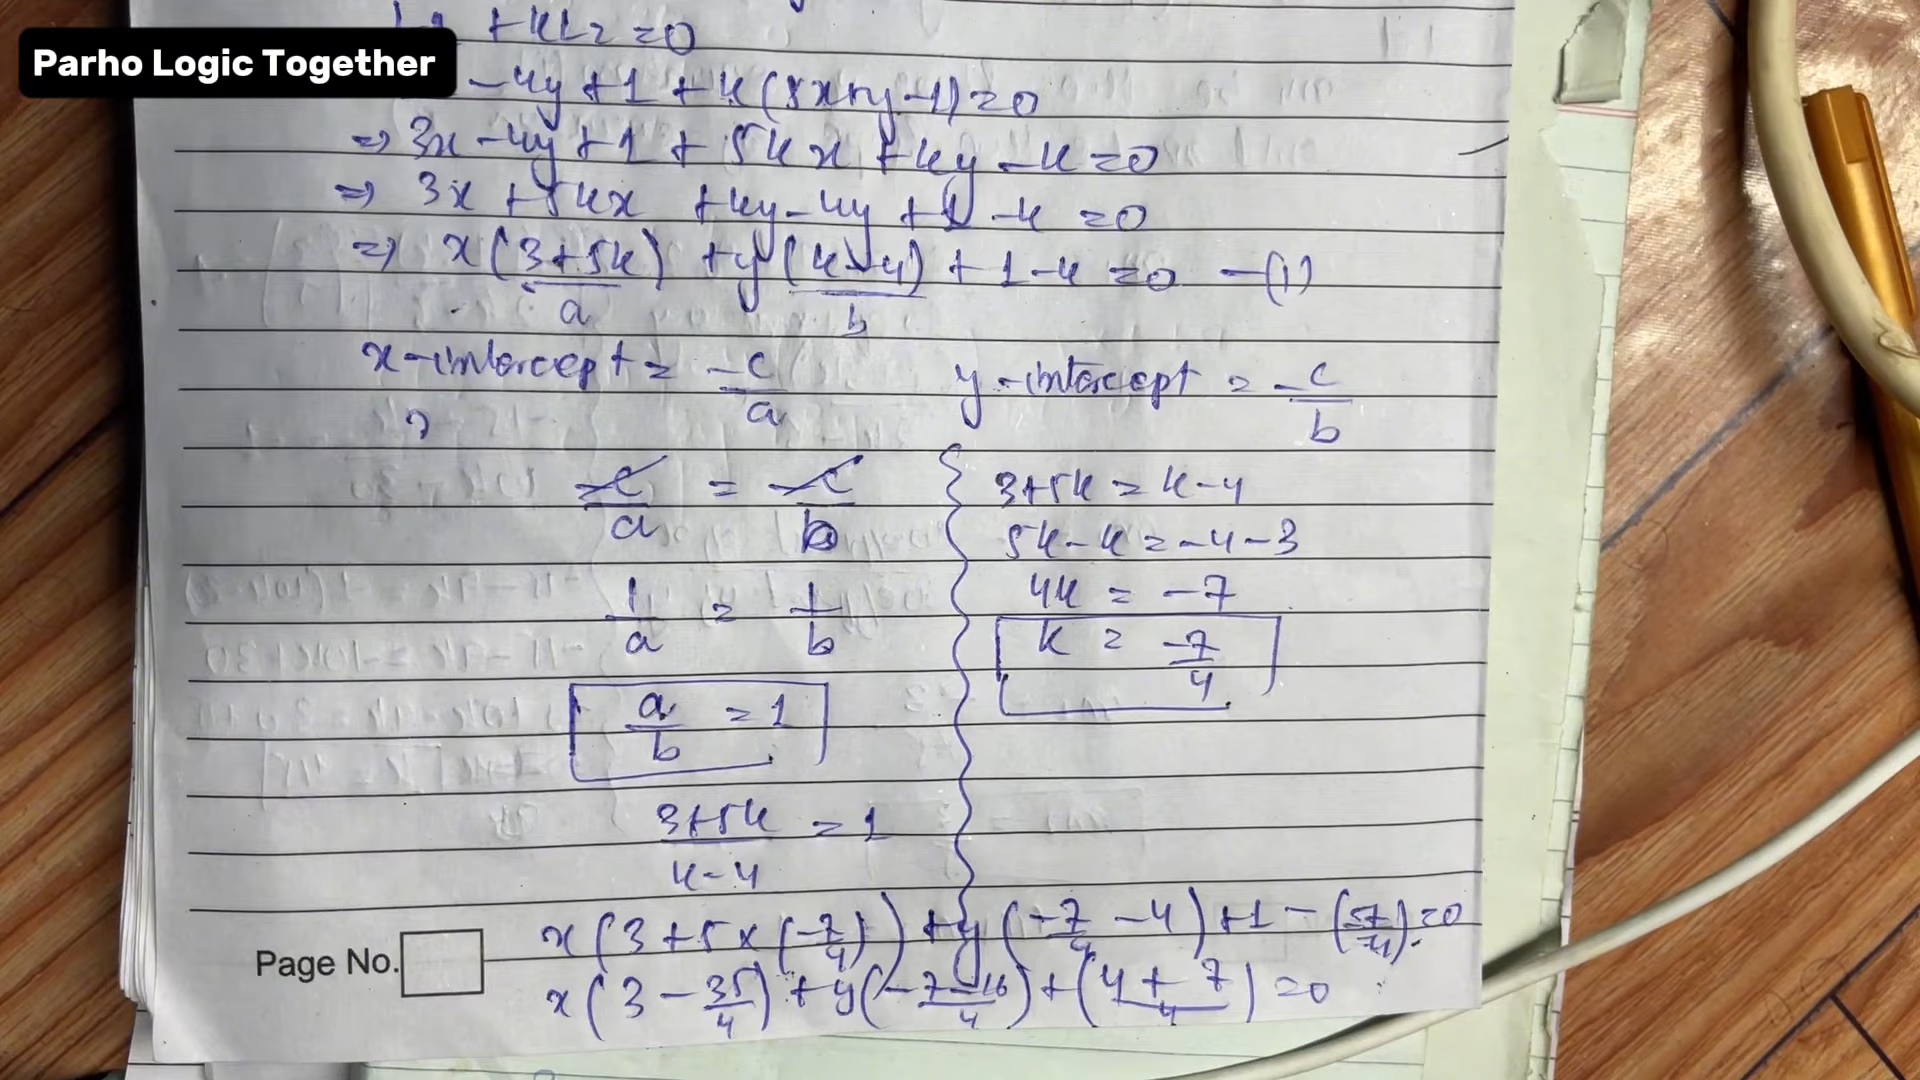 +kL2=0
Parho Logic Together
-4y+1+k(5x+y-1)=0
⇒ 3x-4y+1+5kx+ky-k=0
⇒ 3x+5kx +ky-4y+1-k=0
⇒ x(3+5k)+y(k-4)+1-k=0 -(1)
a b
x-intercept = -c/a y-intercept = -c/b
-c/a = -c/b
3+5k=k-4
5k-k=-4-3
1/a = 1/b
4k = -7
k = -7/4
a/b = 1
3+5k/k-4 = 1
x(3+5x(-7/4))+y(-7/4-4)+1-( )=0
Page No.
x(3-35/4)+y(-7-16/4)+(4+7/4)=0